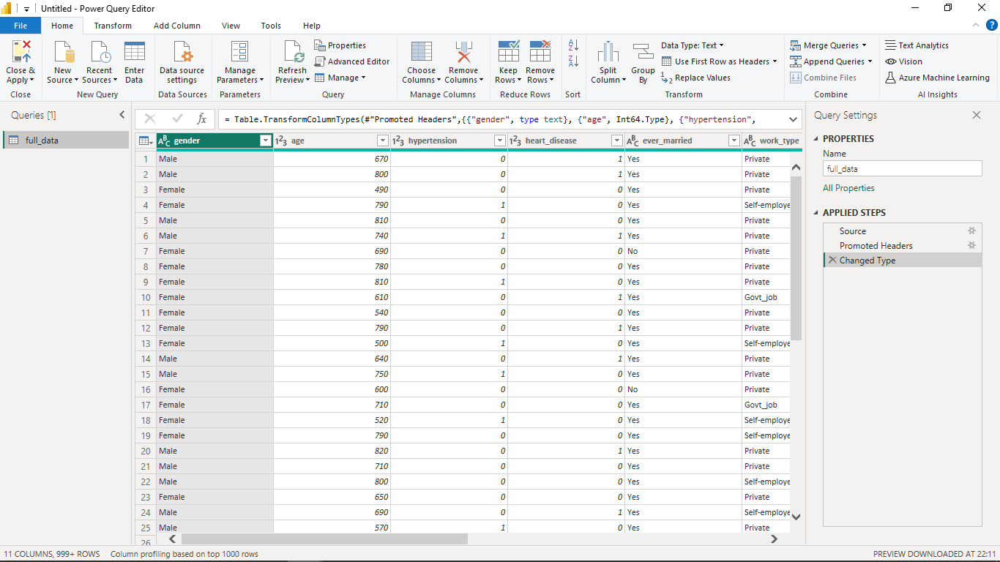 Untitled - Power Query Editor
File Home Transform Add Column View Tools Help
Close & Apply
Close
New Source
Recent Sources
Enter Data
New Query
Data source settings
Data Sources
Manage Parameters
Parameters
Refresh Preview
Properties
Advanced Editor
Manage
Query
Choose Columns
Remove Columns
Manage Columns
Keep Rows
Remove Rows
Reduce Rows
Sort
Split Column
Group By
Data Type: Text
Use First Row as Headers
Replace Values
Transform
Merge Queries
Append Queries
Combine Files
Combine
Text Analytics
Vision
Azure Machine Learning
AI Insights
Queries [1]
full_data
fx = Table.TransformColumnTypes(#"Promoted Headers",{{"gender", type text}, {"age", Int64.Type}, {"hypertension",
gender age hypertension heart_disease ever_married work_type
1 Male 670 0 1 Yes Private
2 Male 800 0 1 Yes Private
3 Female 490 0 0 Yes Private
4 Female 790 1 0 Yes Self-employe
5 Male 810 0 0 Yes Private
6 Male 740 1 1 Yes Private
7 Female 690 0 0 No Private
8 Female 780 0 0 Yes Private
9 Female 810 1 0 Yes Private
10 Female 610 0 1 Yes Govt_job
11 Female 540 0 0 Yes Private
12 Female 790 0 1 Yes Private
13 Female 500 1 0 Yes Self-employe
14 Male 640 0 1 Yes Private
15 Male 750 1 0 Yes Private
16 Female 600 0 0 No Private
17 Female 710 0 0 Yes Govt_job
18 Female 520 1 0 Yes Self-employe
19 Female 790 0 0 Yes Self-employe
20 Male 820 0 1 Yes Private
21 Male 710 0 0 Yes Private
22 Male 800 0 0 Yes Self-employe
23 Female 650 0 0 Yes Private
24 Male 690 0 1 Yes Self-employe
25 Male 570 1 0 Yes Private
26
Query Settings
PROPERTIES
Name
full_data
All Properties
APPLIED STEPS
Source
Promoted Headers
Changed Type
11 COLUMNS, 999+ ROWS Column profiling based on top 1000 rows
PREVIEW DOWNLOADED AT 22:11